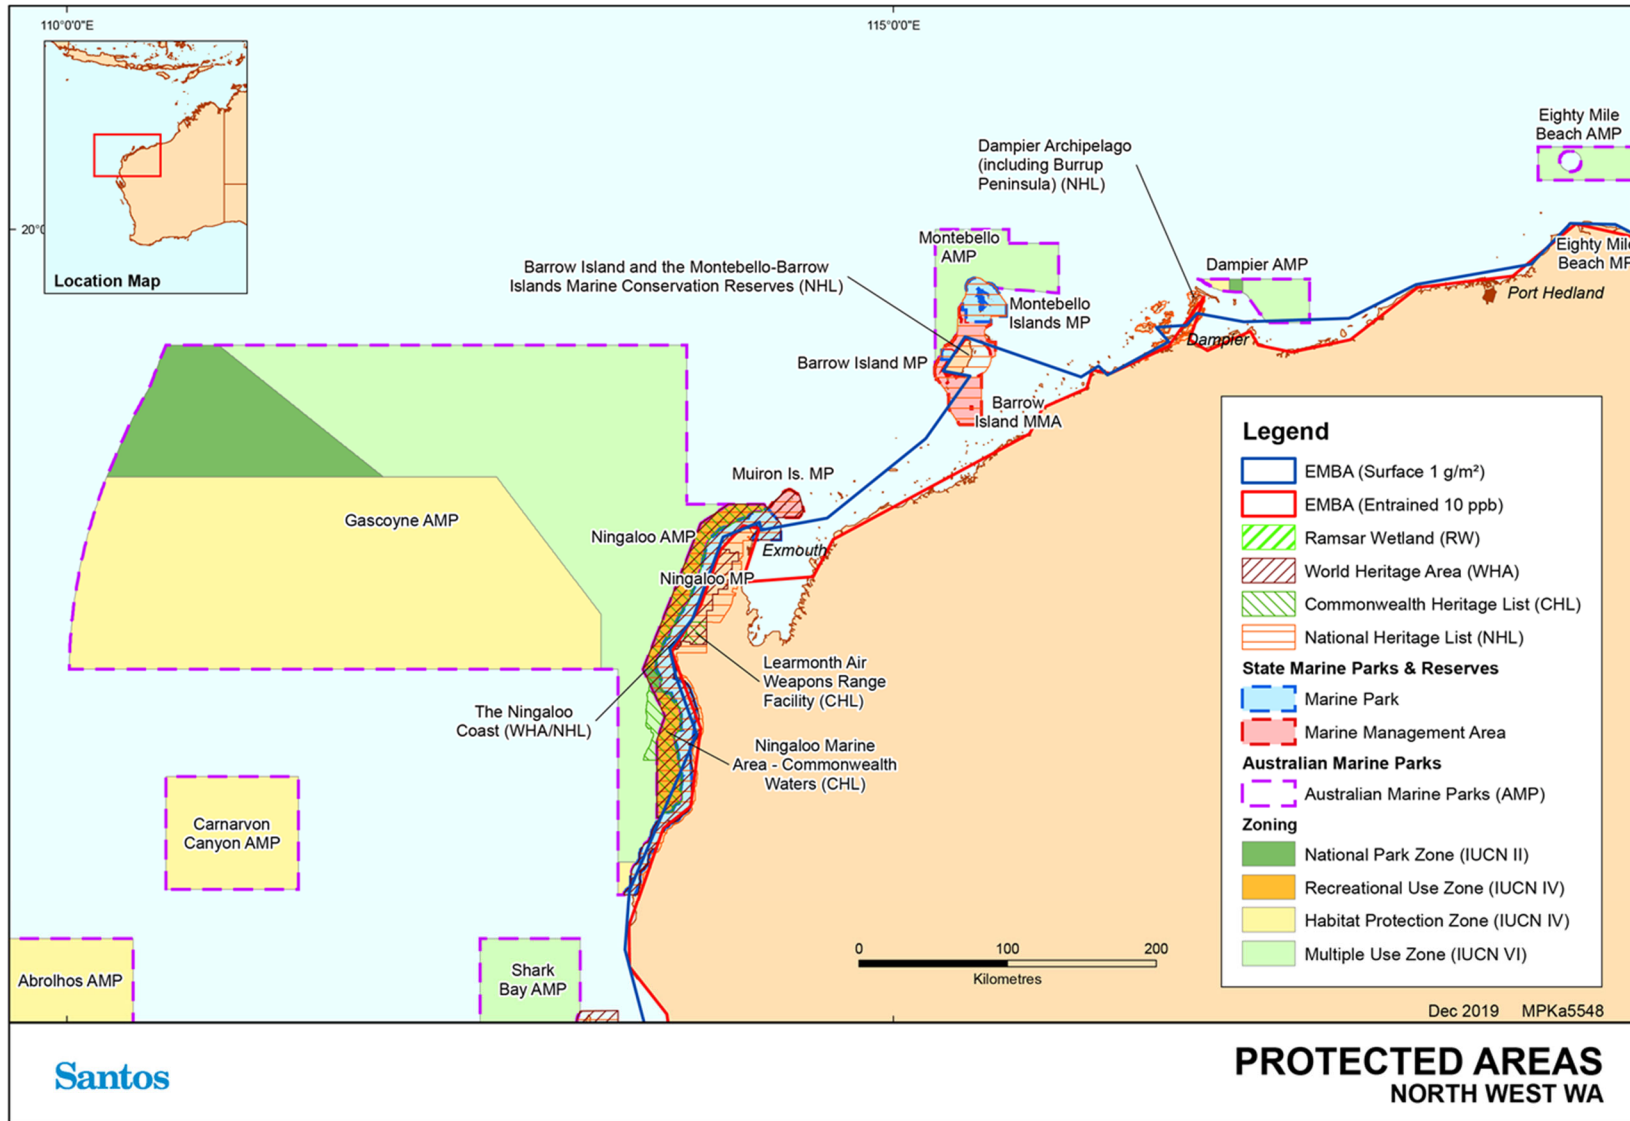 110°0'0"E
115°0'0"E
20°0
Location Map
Eighty Mile
Beach AMP
Dampier Archipelago
(including Burrup
Peninsula) (NHL)
Montebello
AMP
Barrow Island and the Montebello-Barrow
Islands Marine Conservation Reserves (NHL)
Dampier AMP
Eighty Mile
Beach MP
Port Hedland
Montebello
Islands MP
Dampier
Barrow Island MP
Barrow
Island MMA
Muiron Is. MP
Gascoyne AMP
Ningaloo AMP
Exmouth
Ningaloo MP
Learmonth Air
Weapons Range
Facility (CHL)
The Ningaloo
Coast (WHA/NHL)
Ningaloo Marine
Area - Commonwealth
Waters (CHL)
Carnarvon
Canyon AMP
Abrolhos AMP
Shark
Bay AMP
0 100 200
Kilometres
Legend
EMBA (Surface 1 g/m²)
EMBA (Entrained 10 ppb)
Ramsar Wetland (RW)
World Heritage Area (WHA)
Commonwealth Heritage List (CHL)
National Heritage List (NHL)
State Marine Parks & Reserves
Marine Park
Marine Management Area
Australian Marine Parks
Australian Marine Parks (AMP)
Zoning
National Park Zone (IUCN II)
Recreational Use Zone (IUCN IV)
Habitat Protection Zone (IUCN IV)
Multiple Use Zone (IUCN VI)
Dec 2019 MPKa5548
Santos
PROTECTED AREAS
NORTH WEST WA